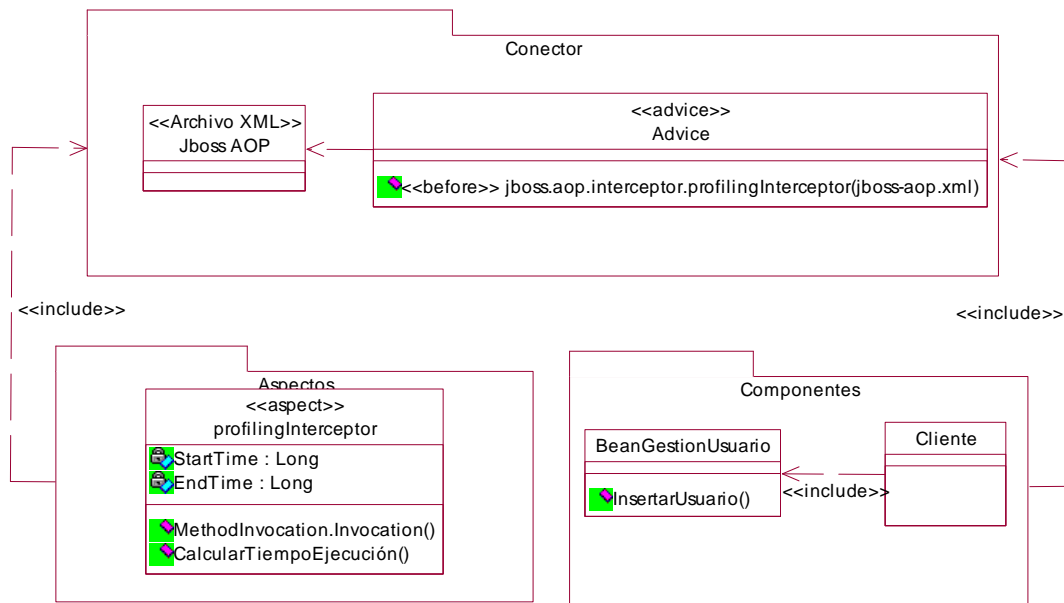 Conector
<<Archivo XML>>
Jboss AOP
<<advice>>
Advice
<<before>> jboss.aop.interceptor.profilingInterceptor(jboss-aop.xml)
<<include>>
<<include>>
Aspectos
<<aspect>>
profilingInterceptor
StartTime : Long
EndTime : Long
MethodInvocation.Invocation()
CalcularTiempoEjecución()
Componentes
BeanGestionUsuario
InsertarUsuario()
<<include>>
Cliente